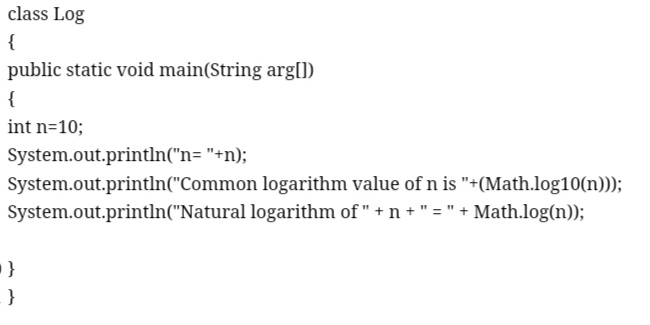 class Log
{
public static void main(String arg[])
{
int n=10;
System.out.println("n= "+n);
System.out.println("Common logarithm value of n is "+(Math.log10(n)));
System.out.println("Natural logarithm of " + n + " = " + Math.log(n));
}
}